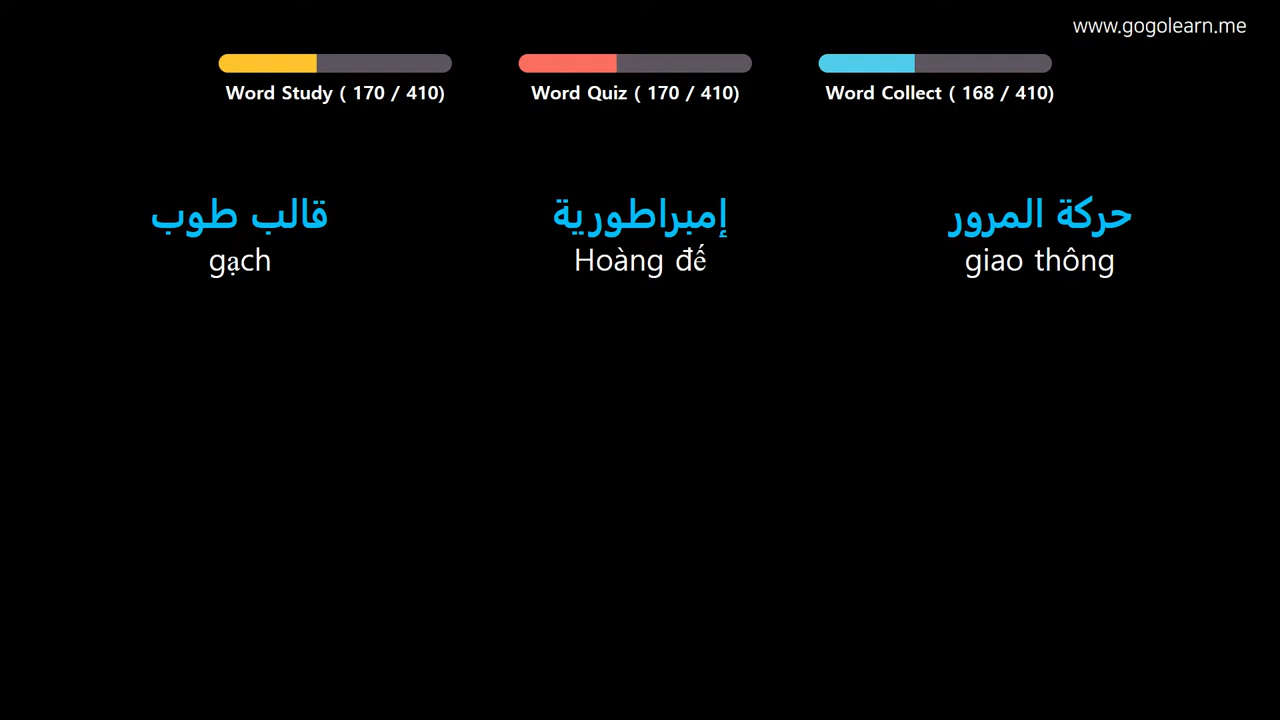 www.gogolearn.me
Word Study ( 170 / 410)
Word Quiz ( 170 / 410)
Word Collect ( 168 / 410)
قالب طوب
gạch
إمبراطورية
Hoàng đế
حركة المرور
giao thông